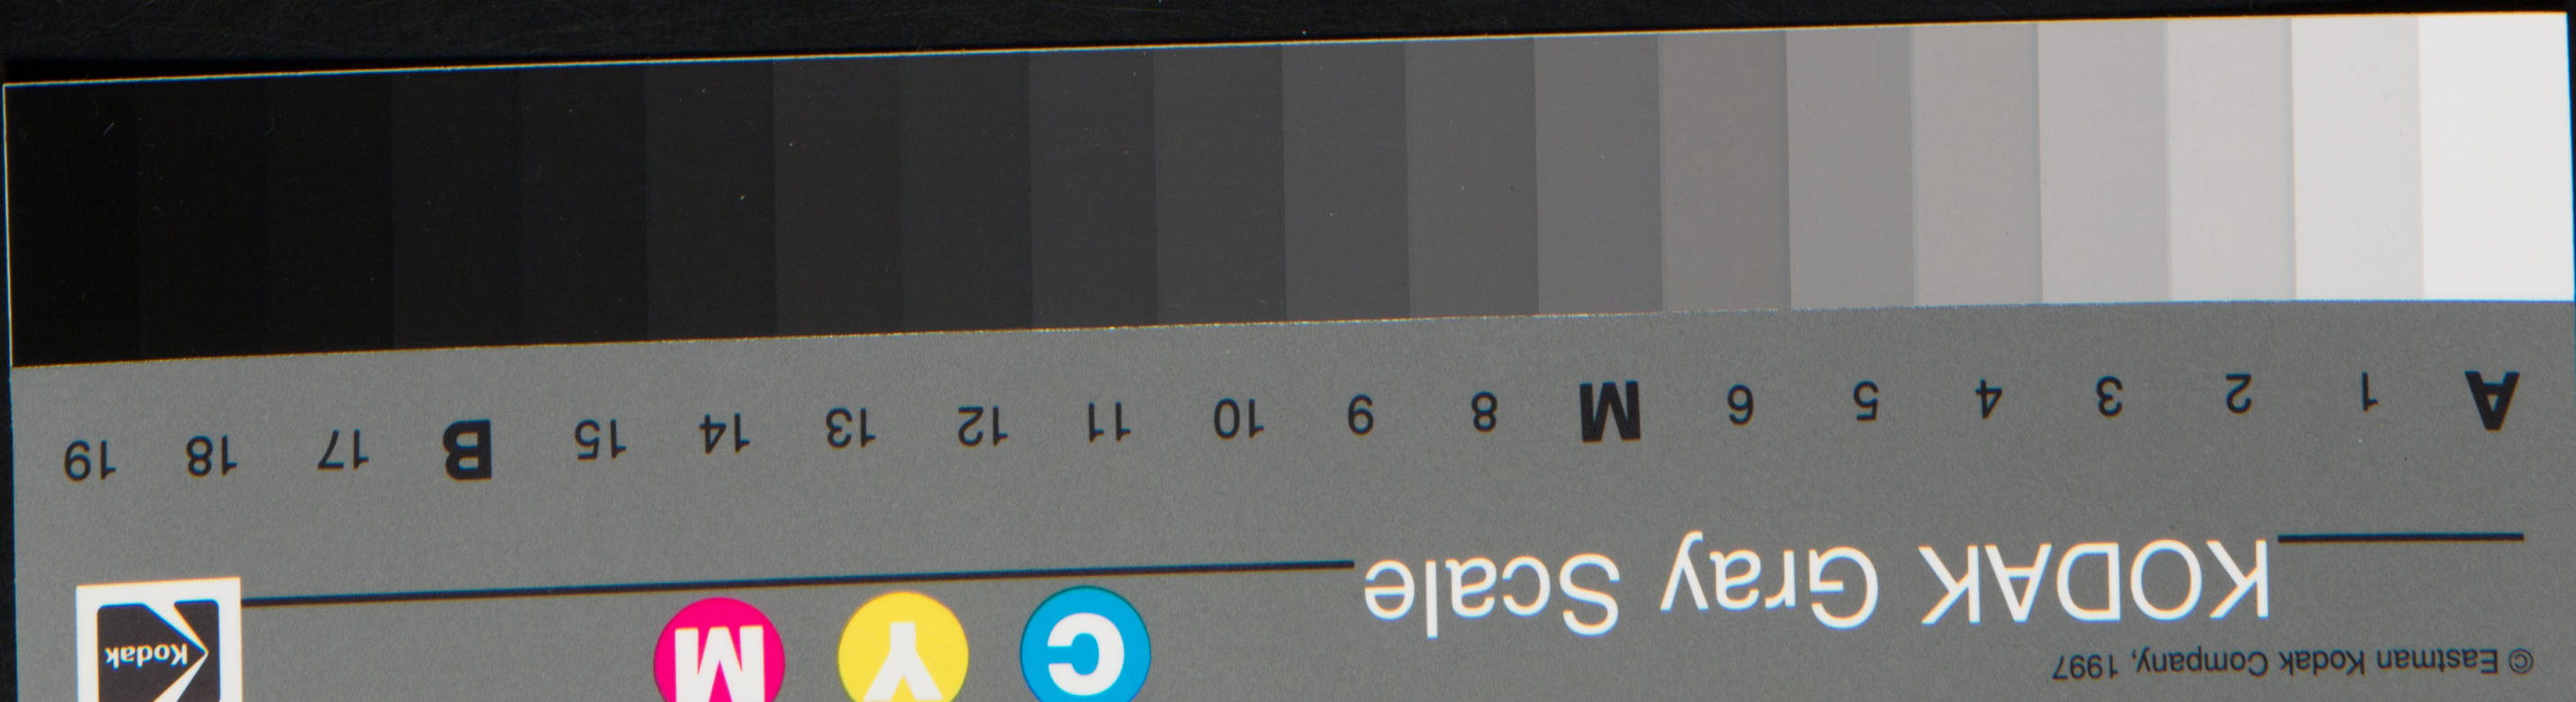 © Eastman Kodak Company, 1997
KODAK Gray Scale
C Y M
Kodak
A 1 2 3 4 5 6 M 8 9 10 11 12 13 14 15 B 17 18 19